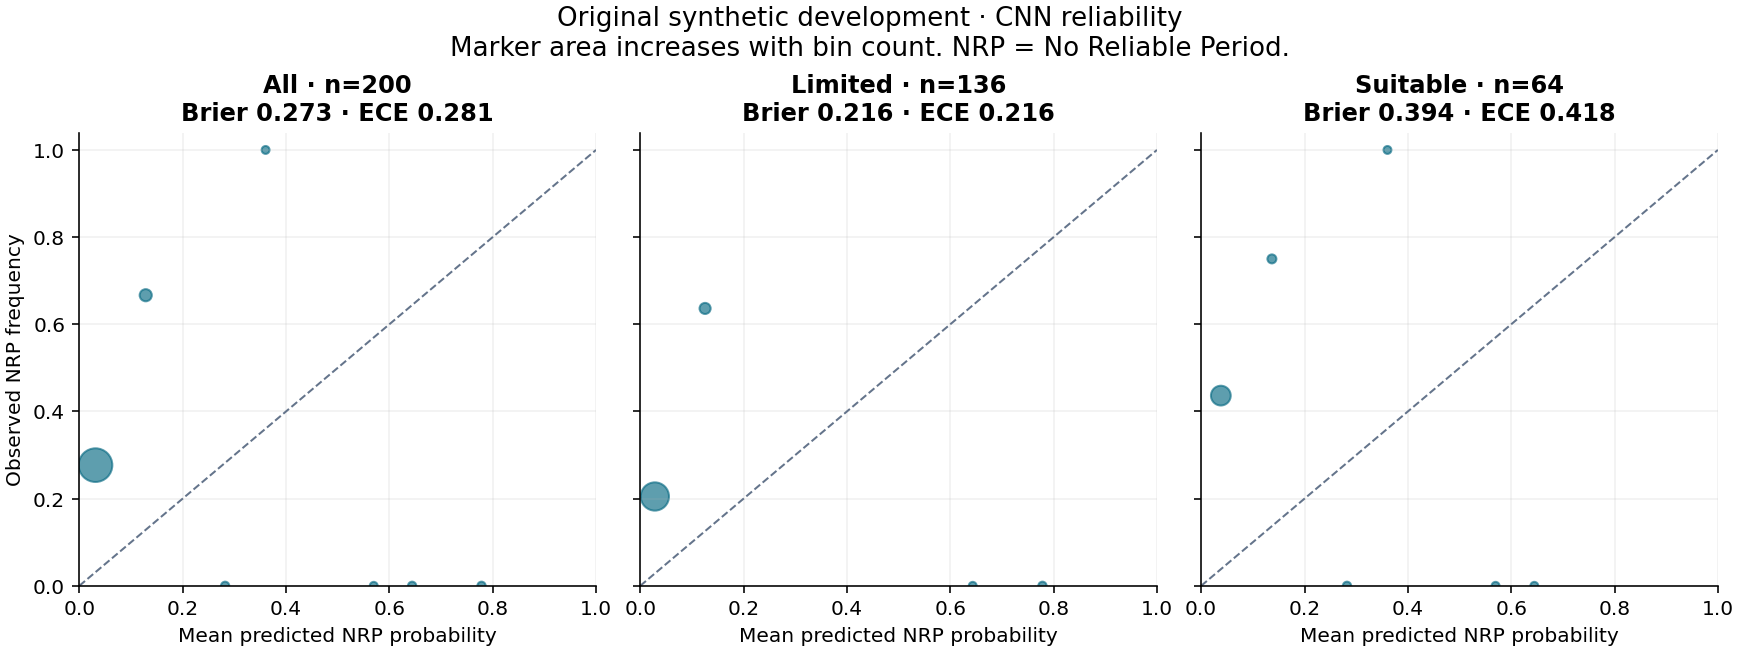 Original synthetic development · CNN reliability
Marker area increases with bin count. NRP = No Reliable Period.
All · n=200
Brier 0.273 · ECE 0.281
Limited · n=136
Brier 0.216 · ECE 0.216
Suitable · n=64
Brier 0.394 · ECE 0.418
Observed NRP frequency
1.0
0.8
0.6
0.4
0.2
0.0
0.0 0.2 0.4 0.6 0.8 1.0
0.0 0.2 0.4 0.6 0.8 1.0
0.0 0.2 0.4 0.6 0.8 1.0
Mean predicted NRP probability
Mean predicted NRP probability
Mean predicted NRP probability